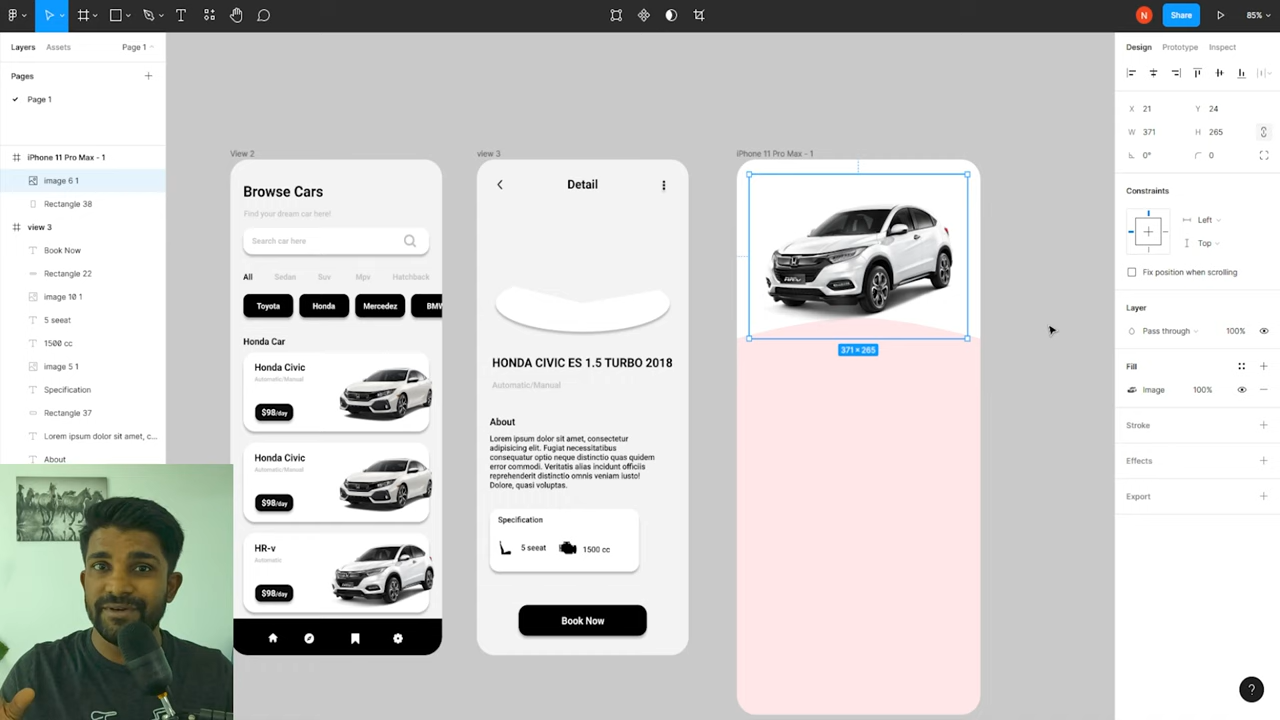 N
Share
85%
Layers
Assets
Page 1
Pages
Page 1
iPhone 11 Pro Max - 1
image 6 1
Rectangle 38
view 3
Book Now
Rectangle 22
image 10 1
5 seeat
1500 cc
image 5 1
Specification
Rectangle 37
Lorem ipsum dolor sit amet, c...
About
View 2
Browse Cars
Find your dream car here!
Search car here
All
Sedan
Suv
Mpv
Hatchback
Toyota
Honda
Mercedez
BMW
Honda Car
Honda Civic
Automatic/Manual
$98/day
Honda Civic
Automatic/Manual
$98/day
HR-v
Automatic
$98/day
view 3
Detail
HONDA CIVIC ES 1.5 TURBO 2018
Automatic/Manual
About
Lorem ipsum dolor sit amet, consectetur
adipisicing elit. Fugiat necessitatibus
consequatur optio neque distinctio quas quidem
error commodi. Veritatis alias incidunt officiis
reprehenderit distinctio omnis veniam iusto!
Dolore, quasi voluptas.
Specification
5 seeat
1500 cc
Book Now
iPhone 11 Pro Max - 1
371 × 265
Design
Prototype
Inspect
X 21
Y 24
W 371
H 265
0°
0
Constraints
Left
Top
Fix position when scrolling
Layer
Pass through
100%
Fill
Image
100%
Stroke
Effects
Export
?